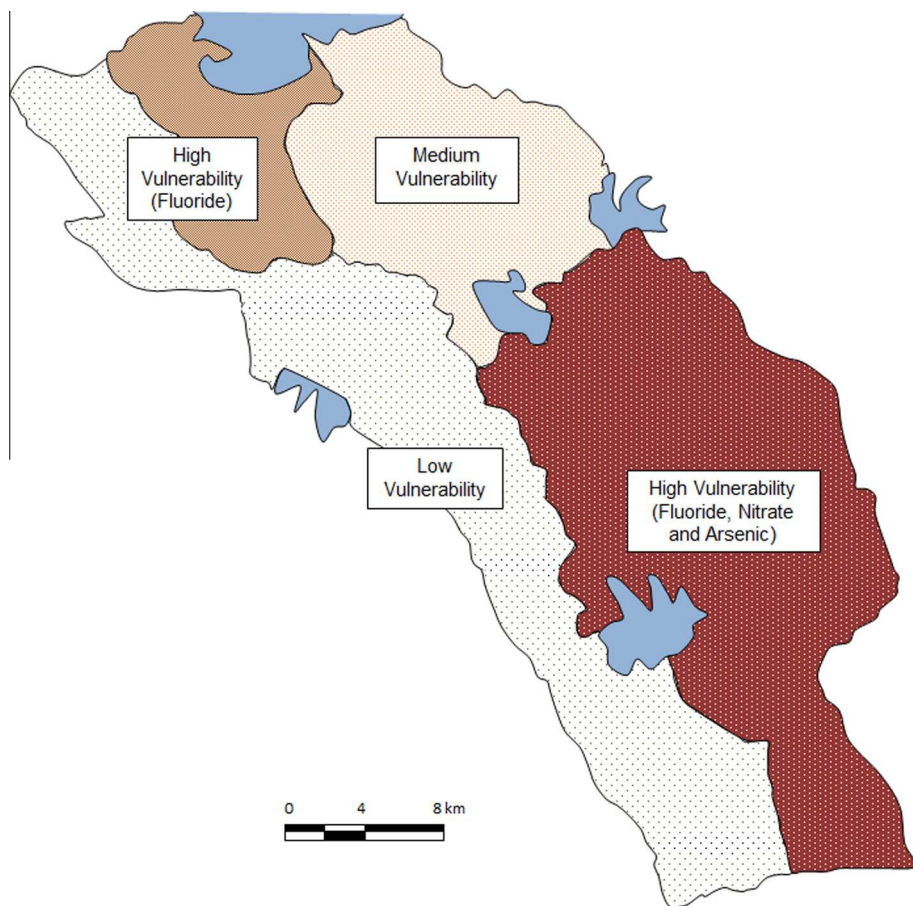 High
Vulnerability
(Fluoride)
Medium
Vulnerability
Low
Vulnerability
High Vulnerability
(Fluoride, Nitrate
and Arsenic)
0 4 8 km